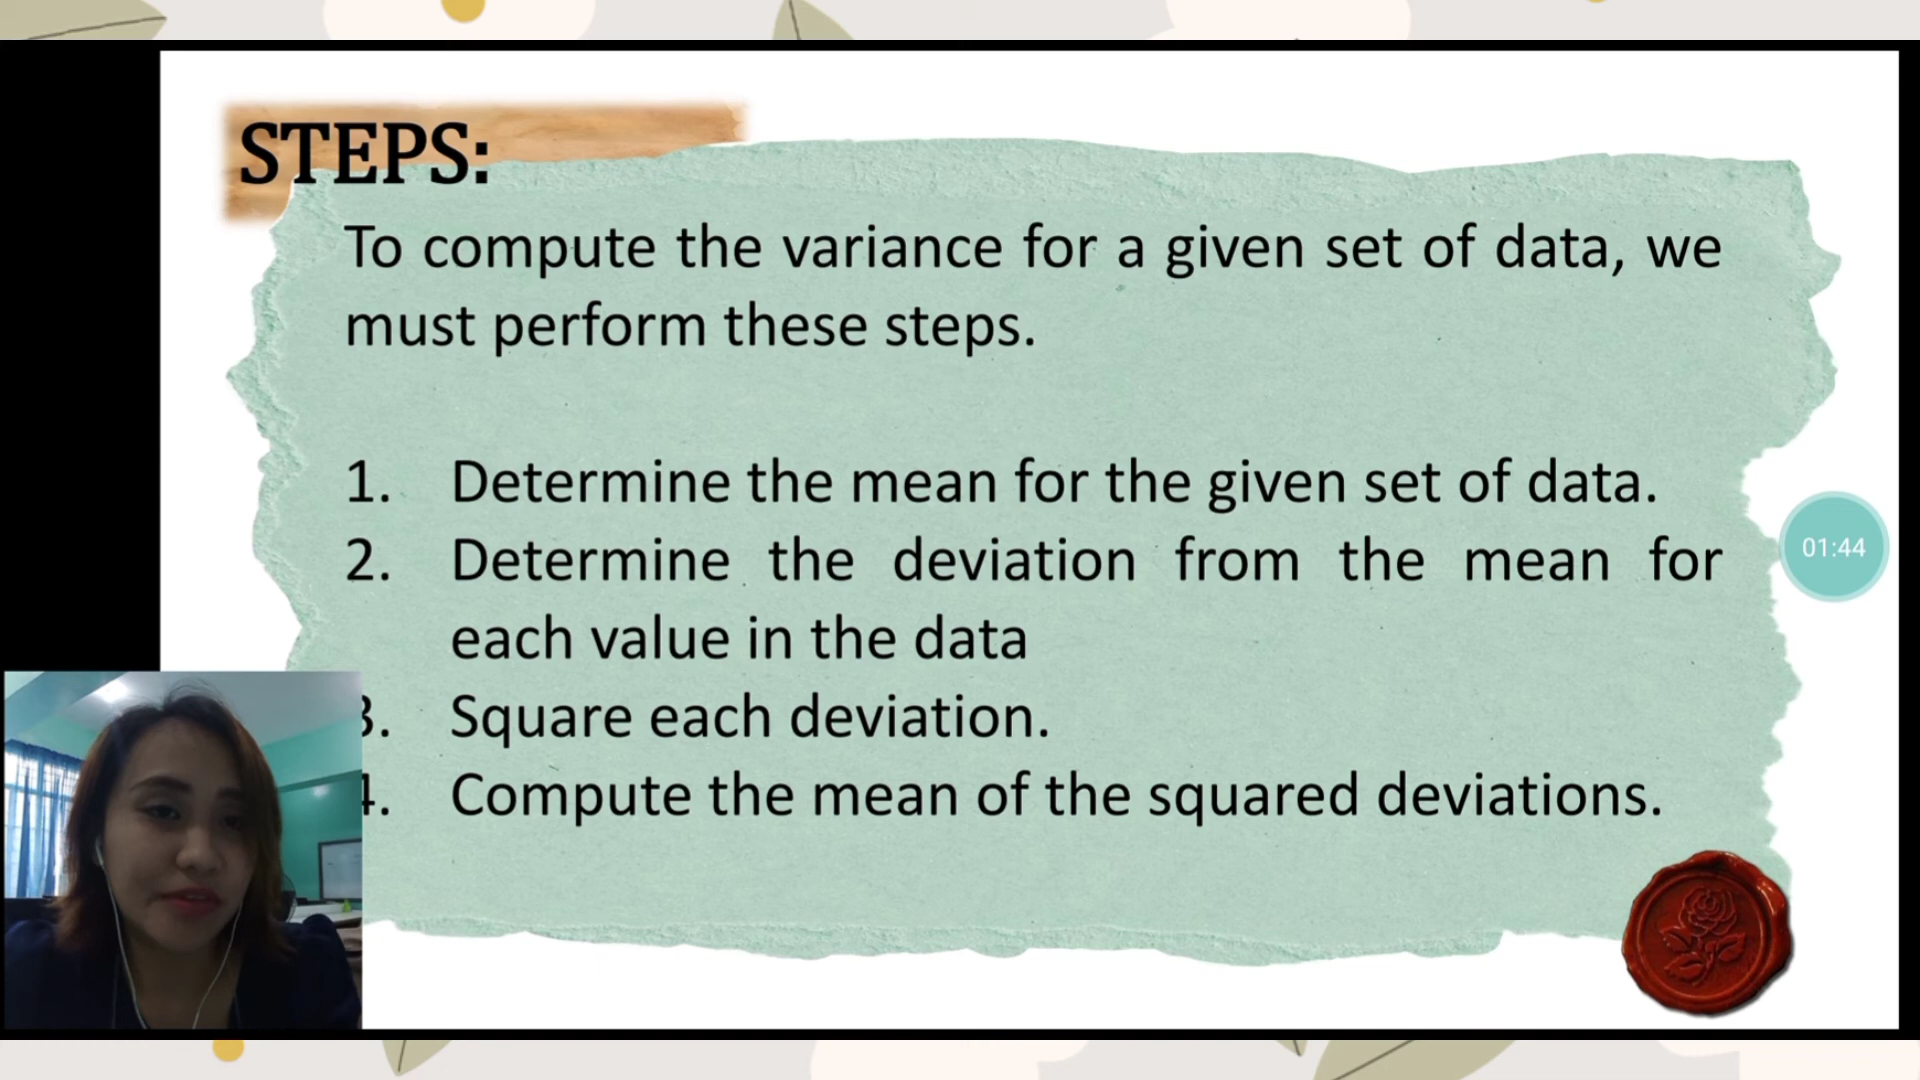 STEPS:
To compute the variance for a given set of data, we
must perform these steps.
1. Determine the mean for the given set of data.
2. Determine the deviation from the mean for
each value in the data
01:44
3. Square each deviation.
4. Compute the mean of the squared deviations.